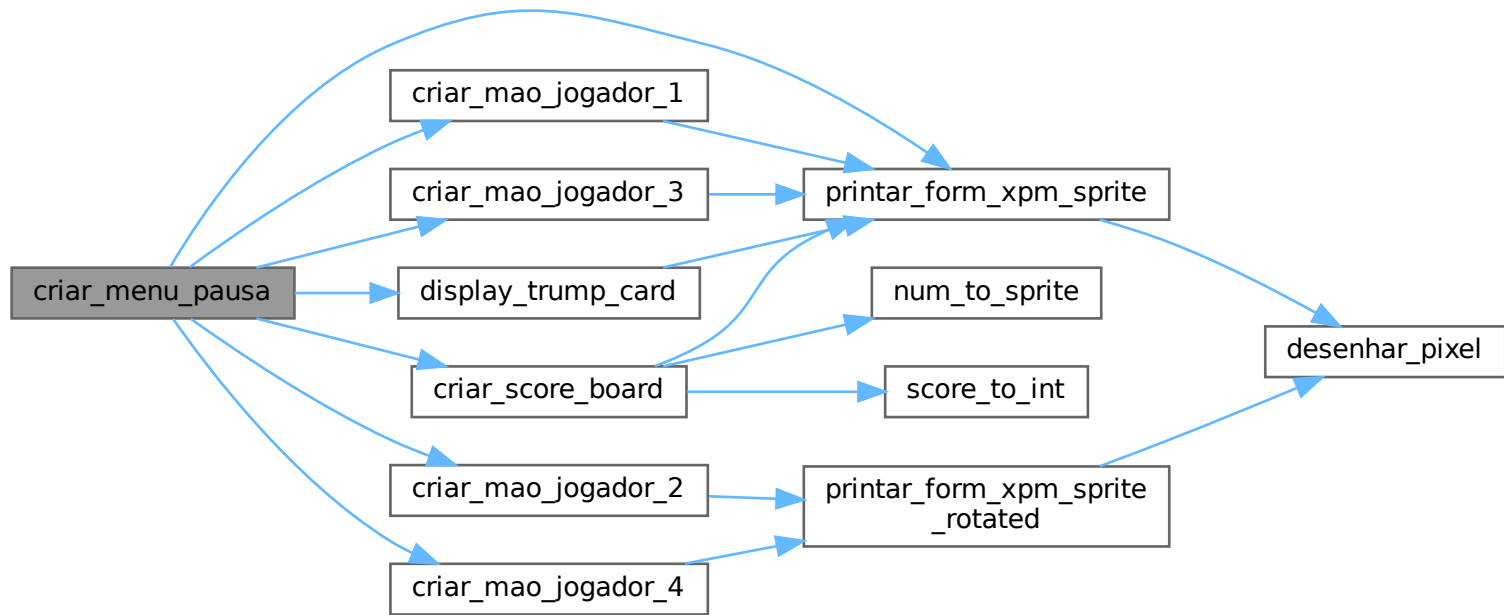 criar_menu_pausa
criar_mao_jogador_1
criar_mao_jogador_3
display_trump_card
criar_score_board
criar_mao_jogador_2
criar_mao_jogador_4
printar_form_xpm_sprite
num_to_sprite
score_to_int
printar_form_xpm_sprite
_rotated
desenhar_pixel